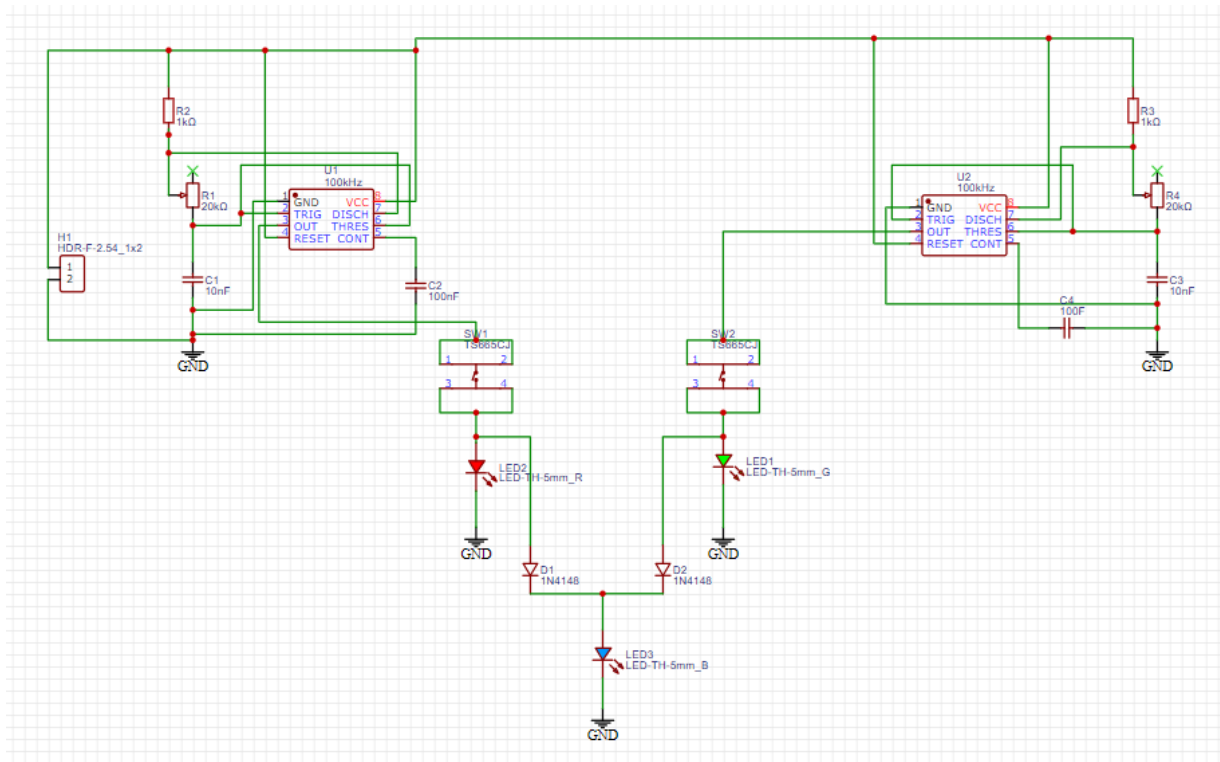 R2
1kΩ
R1
20kΩ
U1
100kHz
1 GND VCC 8
2 TRIG DISCH 7
3 OUT THRES 6
4 RESET CONT 5
H1
HDR-F-2.54_1x2
1
2
C1
10nF
C2
100nF
GND
SW1
TS665CJ
1 2
3 4
LED2
LED-TH-5mm_R
GND
D1
1N4148
R3
1kΩ
R4
20kΩ
U2
100kHz
1 GND VCC 8
2 TRIG DISCH 7
3 OUT THRES 6
4 RESET CONT 5
C3
10nF
C4
100F
GND
SW2
TS665CJ
1 2
3 4
LED1
LED-TH-5mm_G
GND
D2
1N4148
LED3
LED-TH-5mm_B
GND